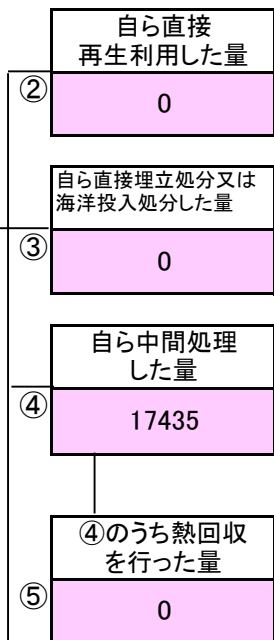 自ら直接
再生利用した量
②
0
自ら直接埋立処分又は
海洋投入処分した量
③
0
自ら中間処理
した量
④
17435
④のうち熱回収
を行った量
⑤
0